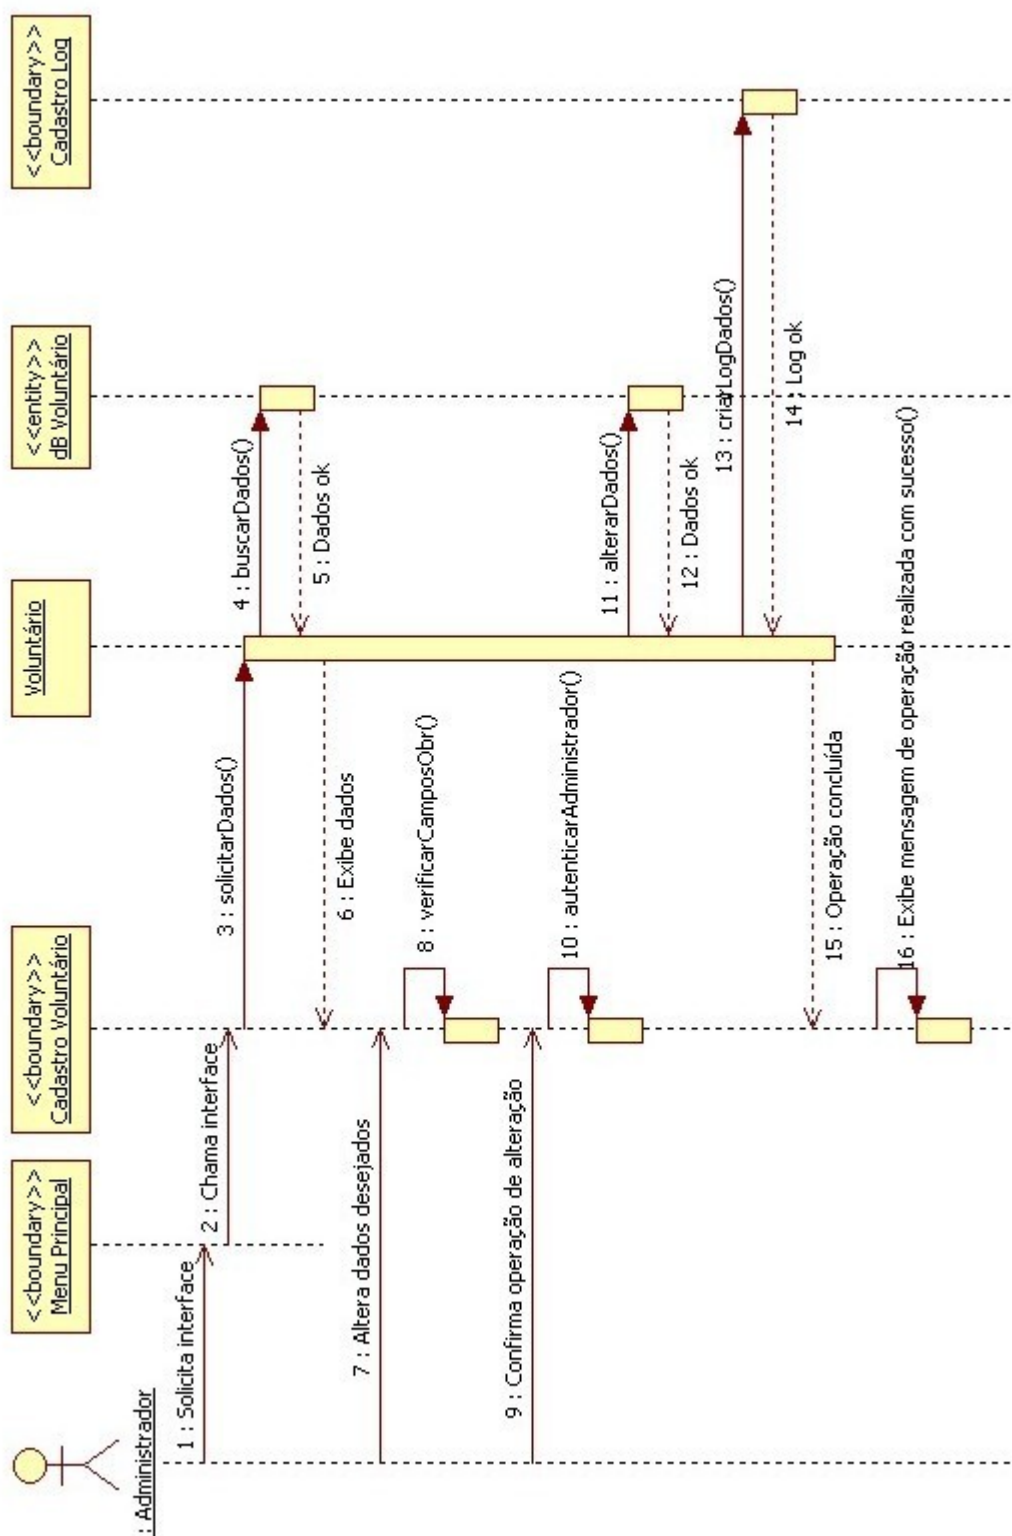 : Administrador
<<boundary>>
Menu Principal
<<boundary>>
Cadastro Voluntário
Voluntário
<<entity>>
dB Voluntário
<<boundary>>
Cadastro Log
1 : Solicita interface
2 : Chama interface
3 : solicitarDados()
4 : buscarDados()
5 : Dados ok
6 : Exibe dados
7 : Altera dados desejados
8 : verificarCamposObr()
9 : Confirma operação de alteração
10 : autenticarAdministrador()
11 : alterarDados()
12 : Dados ok
13 : criarLogDados()
14 : Log ok
15 : Operação concluída
16 : Exibe mensagem de operação realizada com sucesso()